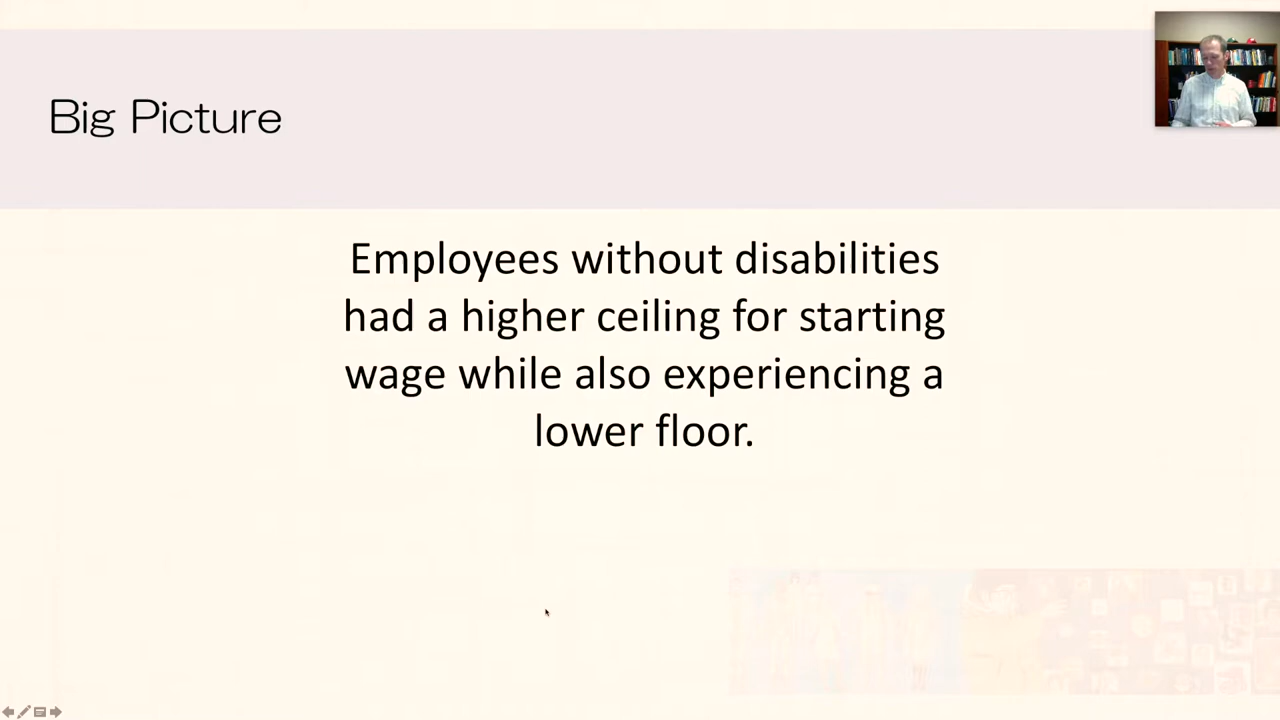 Big Picture
Employees without disabilities
had a higher ceiling for starting
wage while also experiencing a
lower floor.